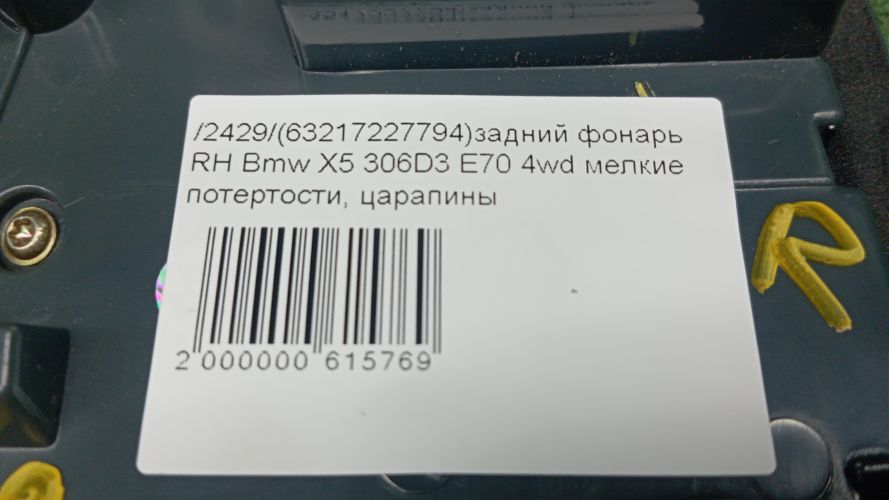 /2429/(63217227794)задний фонарь
RH Bmw X5 306D3 E70 4wd мелкие
потертости, царапины
2 000000 615769
R